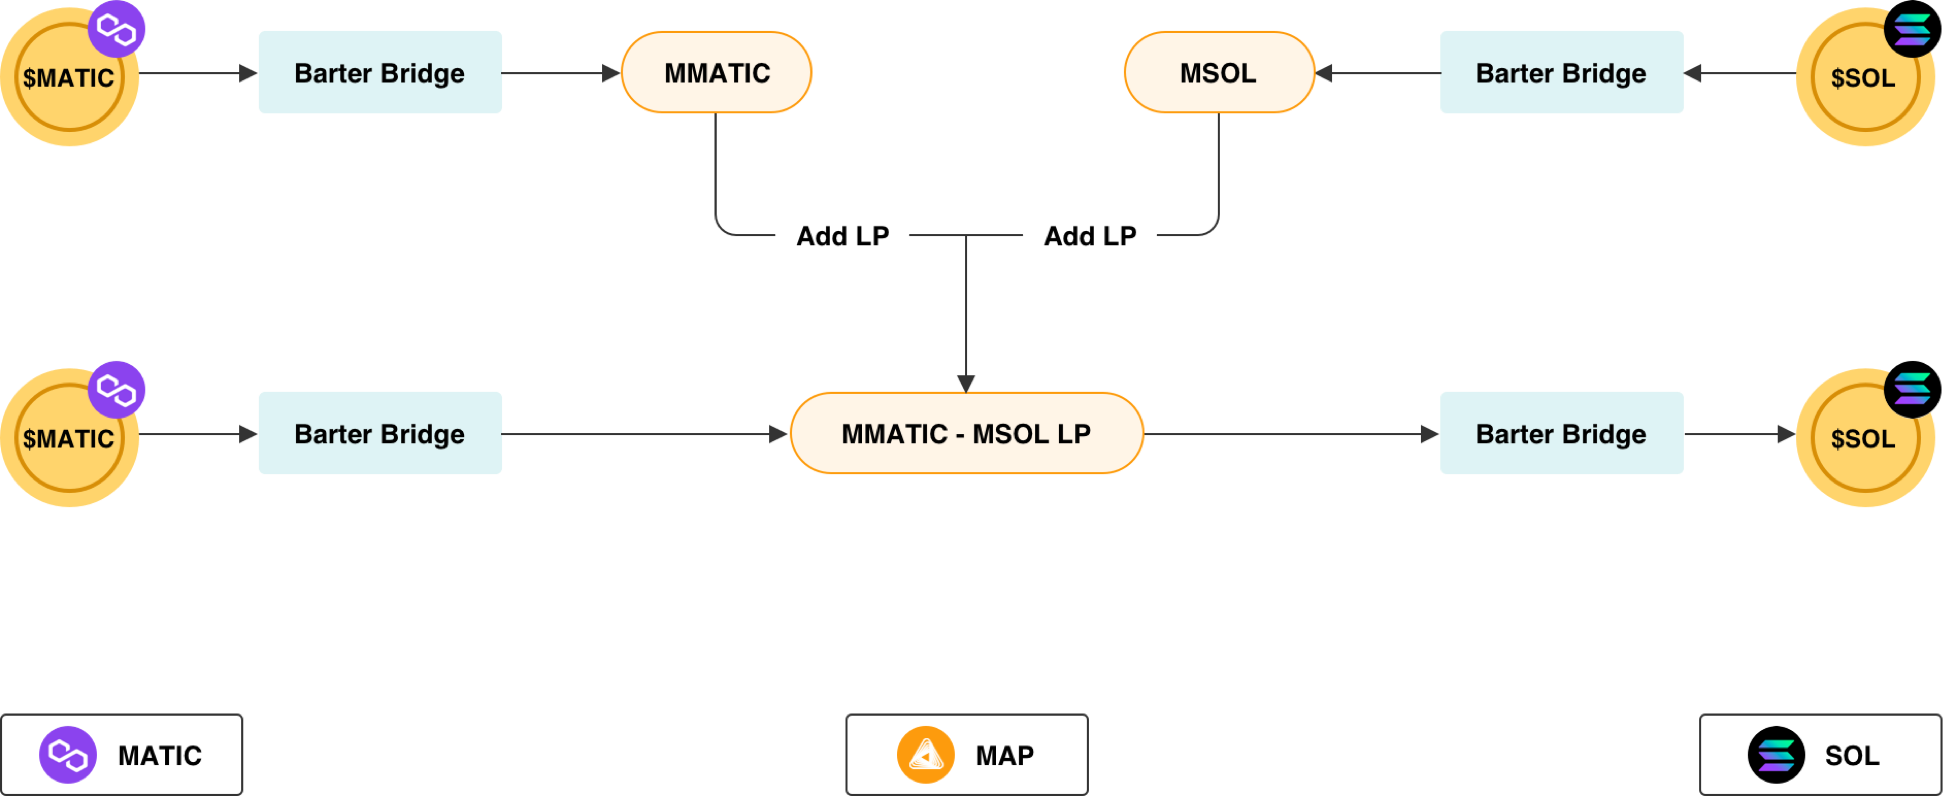 $MATIC
Barter Bridge
MMATIC
MSOL
Barter Bridge
$SOL
Add LP
Add LP
$MATIC
Barter Bridge
MMATIC - MSOL LP
Barter Bridge
$SOL
MATIC
MAP
SOL